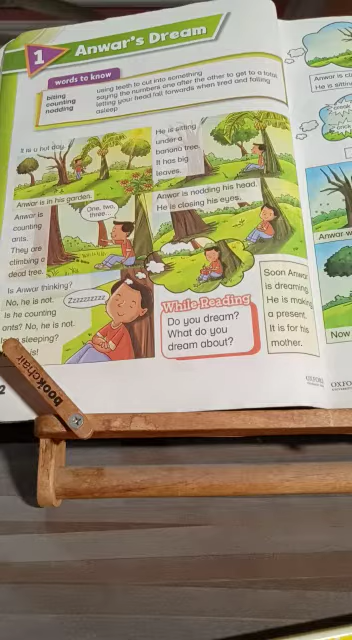 1 Anwar's Dream
words to know
biting using teeth to cut into something
counting saying the numbers one after the other to get to a total
nodding letting your head fall forwards when tired and falling
asleep
It is a hot day.
Anwar is in his garden.
He is sitting
under a
banana tree.
It has big
leaves.
Anwar is
counting
ants.
They are
climbing a
dead tree.
One, two,
three...
Anwar is nodding his head.
He is closing his eyes.
Is Anwar thinking?
No, he is not.
Is he counting
ants? No, he is not.
sleeping?
is!
Zzzzzzzzzz
While Reading
Do you dream?
What do you
dream about?
Soon Anwar
is dreaming.
He is making
a present.
It is for his
mother.
OXFORD
2
bookchair
Anwar is
He is
Anwar
Now
OXFO